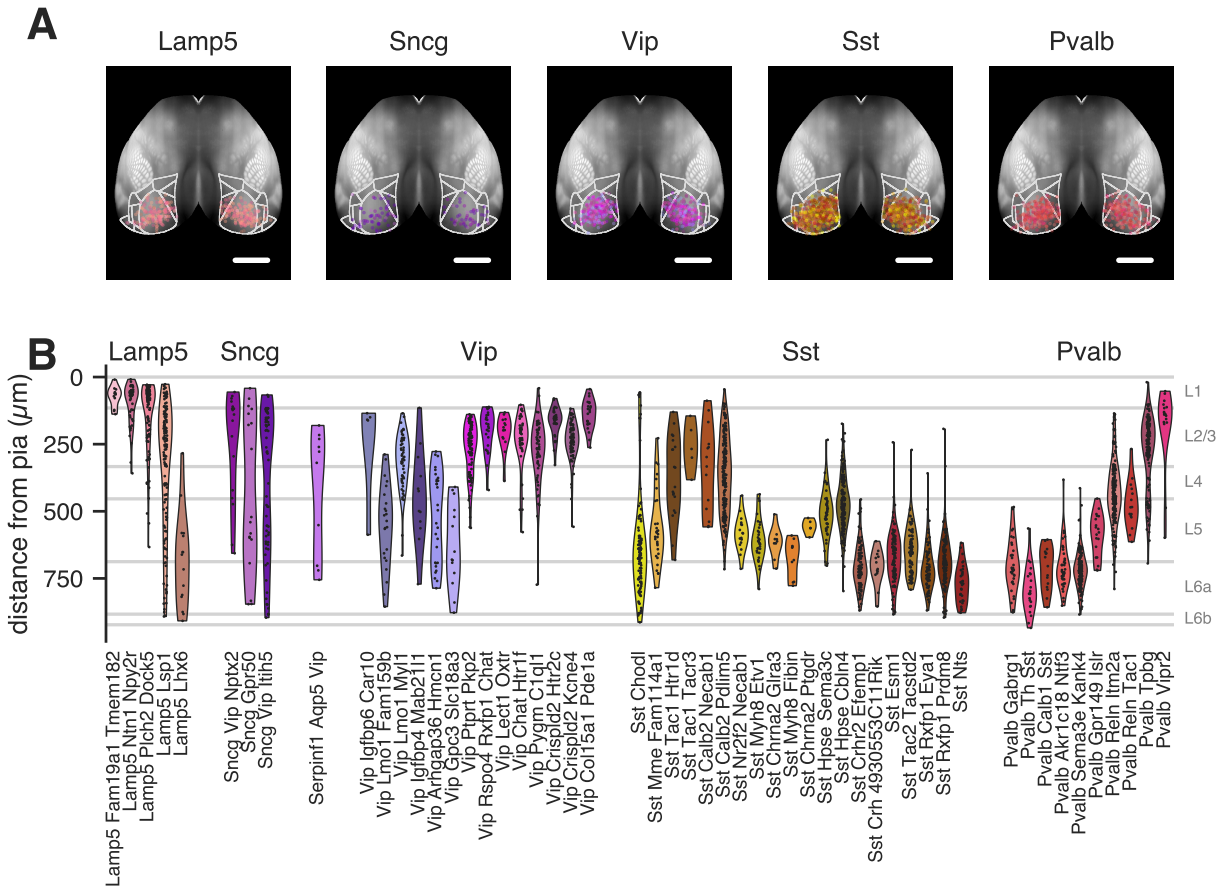 A
Lamp5
Sncg
Vip
Sst
Pvalb
B
Lamp5
Sncg
Vip
Sst
Pvalb
distance from pia (µm)
0
250
500
750
L1
L2/3
L4
L5
L6a
L6b
Lamp5 Fam19a1 Tmem182
Lamp5 Ntn1 Npy2r
Lamp5 Plch2 Dock5
Lamp5 Lsp1
Lamp5 Lhx6
Sncg Vip Nptx2
Sncg Gpr50
Sncg Vip Itih5
Serpinf1 Aqp5 Vip
Vip Igfbp6 Car10
Vip Lmo1 Fam159b
Vip Lmo1 Myl1
Vip Igfbp4 Mab21l1
Vip Arhgap36 Hmcn1
Vip Gpc3 Slc18a3
Vip Ptprt Pkp2
Vip Rspo4 Rxfp1 Chat
Vip Lect1 Oxtr
Vip Chat Htr1f
Vip Pygm C1ql1
Vip Crispld2 Htr2c
Vip Crispld2 Kcne4
Vip Col15a1 Pde1a
Sst Chodl
Sst Mme Fam114a1
Sst Tac1 Htr1d
Sst Tac1 Tacr3
Sst Calb2 Necab1
Sst Calb2 Pdlim5
Sst Nr2f2 Necab1
Sst Myh8 Etv1
Sst Chrna2 Glra3
Sst Myh8 Fibin
Sst Chrna2 Ptgdr
Sst Hpse Sema3c
Sst Hpse Cbln4
Sst Crhr2 Efemp1
Sst Crh 4930553C11Rik
Sst Esm1
Sst Tac2 Tacstd2
Sst Rxfp1 Eya1
Sst Rxfp1 Prdm8
Sst Nts
Pvalb Gabrg1
Pvalb Th Sst
Pvalb Calb1 Sst
Pvalb Akr1c18 Ntf3
Pvalb Sema3e Kank4
Pvalb Gpr149 Islr
Pvalb Reln Itm2a
Pvalb Reln Tac1
Pvalb Tpbg
Pvalb Vipr2